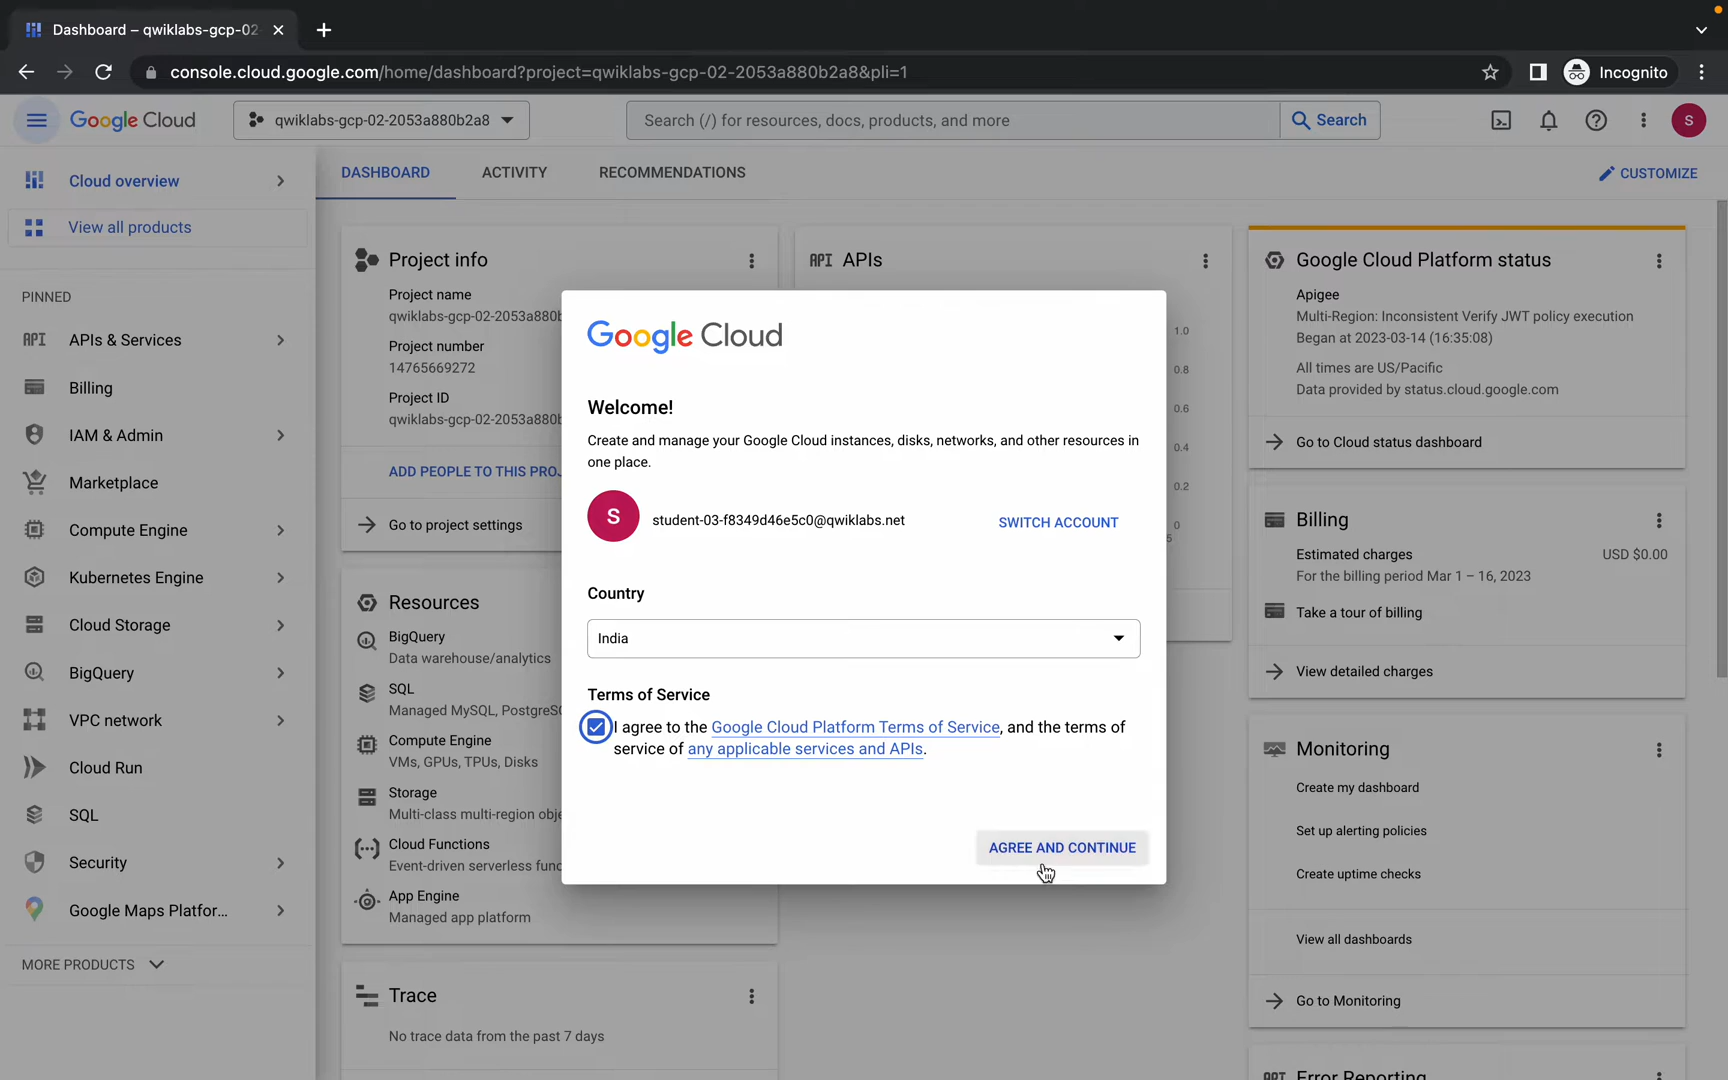 Dashboard – qwiklabs-gcp-02
console.cloud.google.com/home/dashboard?project=qwiklabs-gcp-02-2053a880b2a8&pli=1
Incognito
Google Cloud
qwiklabs-gcp-02-2053a880b2a8
Search (/) for resources, docs, products, and more
Search
S
Cloud overview
View all products
PINNED
API APIs & Services
Billing
IAM & Admin
Marketplace
Compute Engine
Kubernetes Engine
Cloud Storage
BigQuery
VPC network
Cloud Run
SQL
Security
Google Maps Platfor...
MORE PRODUCTS
DASHBOARD
ACTIVITY
RECOMMENDATIONS
CUSTOMIZE
Project info
Project name
qwiklabs-gcp-02-2053a880b
Project number
14765669272
Project ID
qwiklabs-gcp-02-2053a880b
ADD PEOPLE TO THIS PROJ
Go to project settings
Resources
BigQuery
Data warehouse/analytics
SQL
Managed MySQL, PostgreS
Compute Engine
VMs, GPUs, TPUs, Disks
Storage
Multi-class multi-region obje
Cloud Functions
Event-driven serverless func
App Engine
Managed app platform
Trace
No trace data from the past 7 days
API APIs
1.0
0.8
0.6
0.4
0.2
0
5
Google Cloud
Welcome!
Create and manage your Google Cloud instances, disks, networks, and other resources in
one place.
S
student-03-f8349d46e5c0@qwiklabs.net
SWITCH ACCOUNT
Country
India
Terms of Service
I agree to the Google Cloud Platform Terms of Service, and the terms of
service of any applicable services and APIs.
AGREE AND CONTINUE
Google Cloud Platform status
Apigee
Multi-Region: Inconsistent Verify JWT policy execution
Began at 2023-03-14 (16:35:08)
All times are US/Pacific
Data provided by status.cloud.google.com
Go to Cloud status dashboard
Billing
Estimated charges
USD $0.00
For the billing period Mar 1 – 16, 2023
Take a tour of billing
View detailed charges
Monitoring
Create my dashboard
Set up alerting policies
Create uptime checks
View all dashboards
Go to Monitoring
Error Reporting